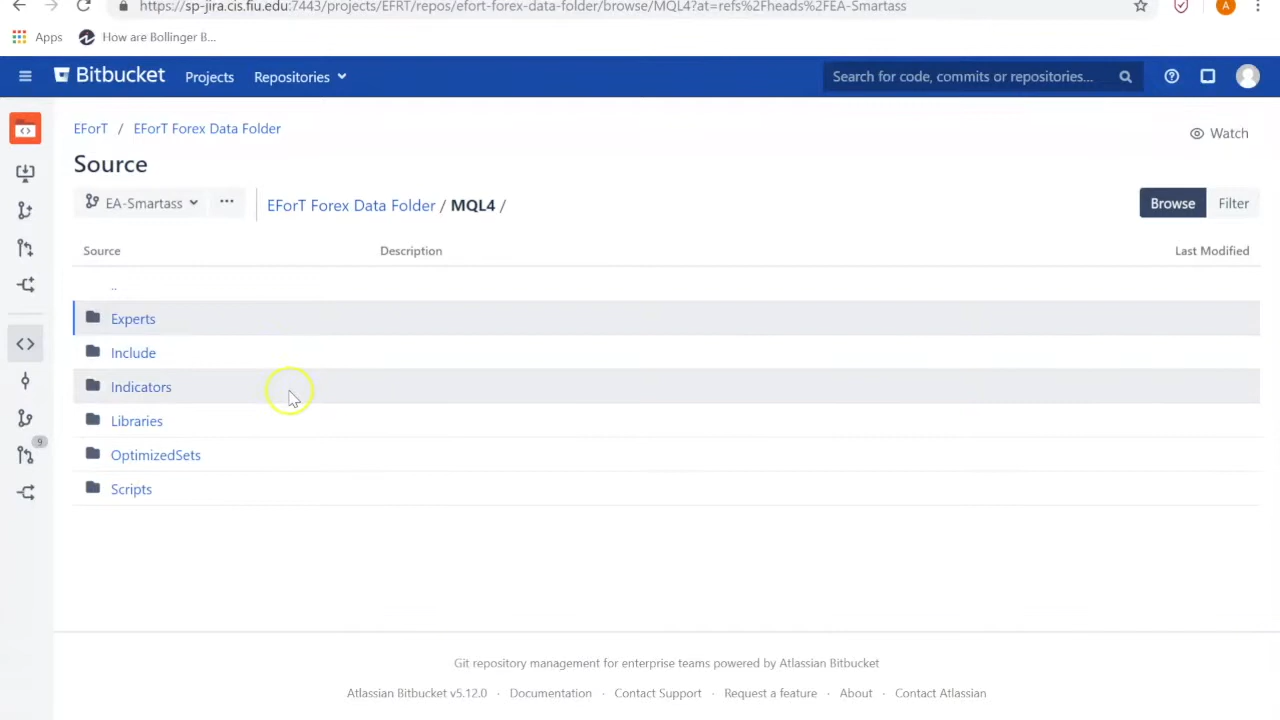 https://sp-jira.cis.fiu.edu:7443/projects/EFRT/repos/efort-forex-data-folder/browse/MQL4?at=refs%2Fheads%2FEA-Smartass
A
Apps How are Bollinger B...
Bitbucket Projects Repositories Search for code, commits or repositories...
EForT / EForT Forex Data Folder
Watch
Source
EA-Smartass ... EForT Forex Data Folder / MQL4 / Browse Filter
Source Description Last Modified
..
Experts
Include
Indicators
Libraries
9
OptimizedSets
Scripts
Git repository management for enterprise teams powered by Atlassian Bitbucket
Atlassian Bitbucket v5.12.0 · Documentation · Contact Support · Request a feature · About · Contact Atlassian